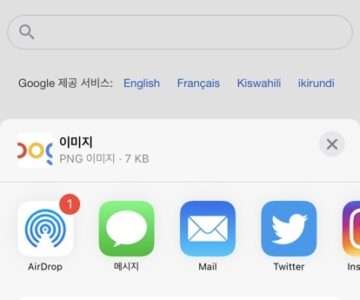 Google 제공 서비스: English Français Kiswahili ikirundi
이미지
PNG 이미지 · 7 KB
1
AirDrop 메시지 Mail Twitter